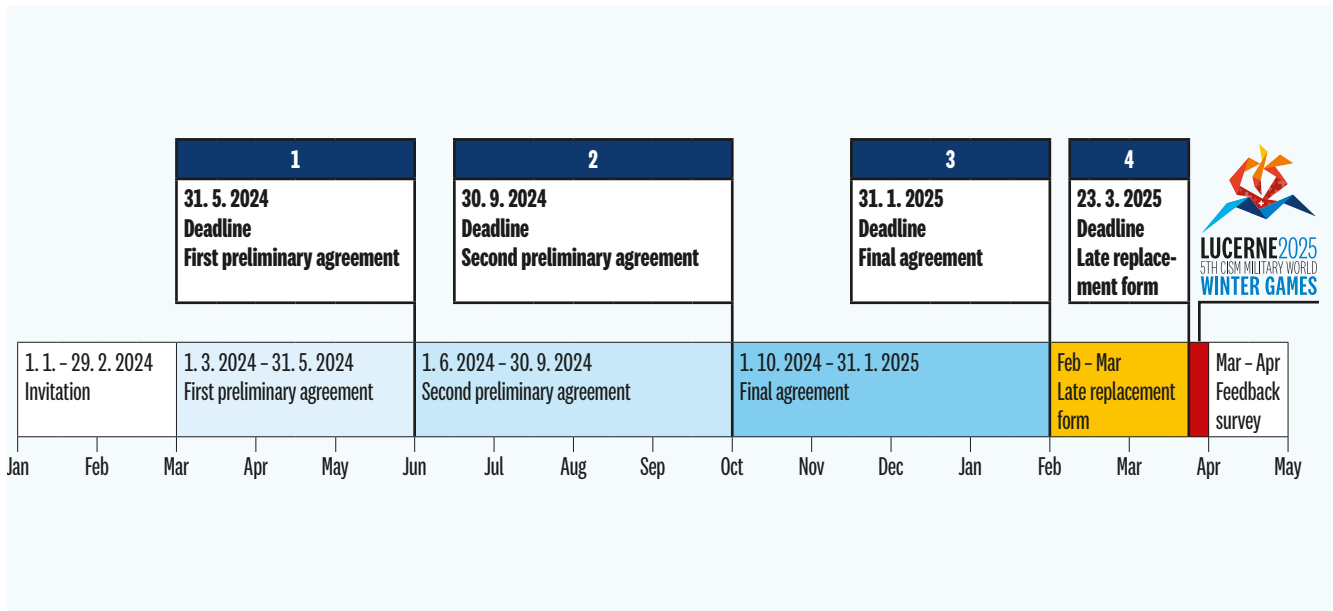 1
31. 5. 2024
Deadline
First preliminary agreement
2
30. 9. 2024
Deadline
Second preliminary agreement
3
31. 1. 2025
Deadline
Final agreement
4
23. 3. 2025
Deadline
Late replace-
ment form
LUCERNE2025
5TH CISM MILITARY WORLD
WINTER GAMES
1. 1. – 29. 2. 2024
Invitation
1. 3. 2024 – 31. 5. 2024
First preliminary agreement
1. 6. 2024 – 30. 9. 2024
Second preliminary agreement
1. 10. 2024 – 31. 1. 2025
Final agreement
Feb – Mar
Late replacement
form
Mar – Apr
Feedback
survey
Jan Feb Mar Apr May Jun Jul Aug Sep Oct Nov Dec Jan Feb Mar Apr May